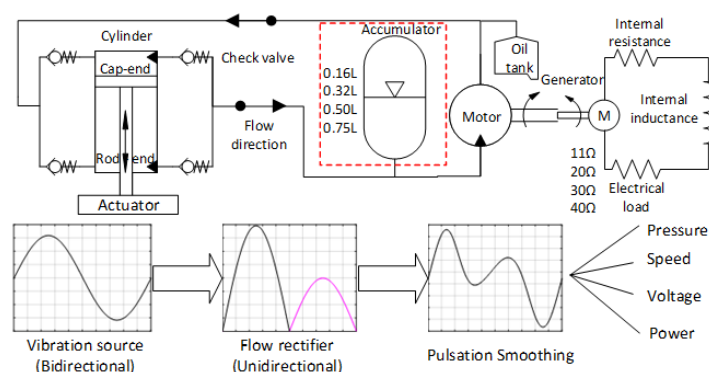 Cylinder
Cap-end
Rod end
Actuator
Check valve
Flow
direction
Accumulator
0.16L
0.32L
0.50L
0.75L
Oil
tank
Motor
Generator
M
Internal
resistance
Internal
inductance
11Ω
20Ω
30Ω
40Ω
Electrical
load
Vibration source
(Bidirectional)
Flow rectifier
(Unidirectional)
Pulsation Smoothing
Pressure
Speed
Voltage
Power